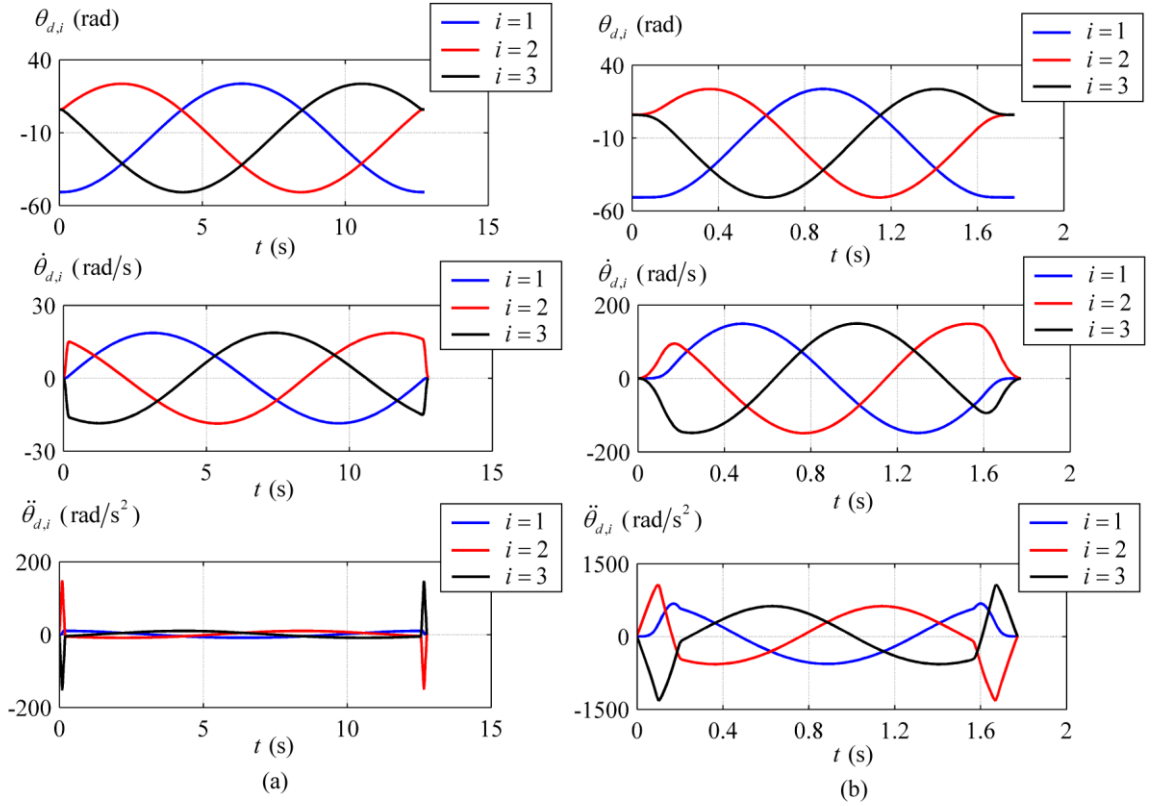 θ_{d,i} (rad)
i = 1
i = 2
i = 3
40
-10
-60
0 5 10 15
t (s)
θ̇_{d,i} (rad/s)
i = 1
i = 2
i = 3
30
0
-30
0 5 10 15
t (s)
θ̈_{d,i} (rad/s²)
i = 1
i = 2
i = 3
200
0
-200
0 5 10 15
t (s)
(a)
θ_{d,i} (rad)
i = 1
i = 2
i = 3
40
-10
-60
0.4 0.8 1.2 1.6 2
t (s)
θ̇_{d,i} (rad/s)
i = 1
i = 2
i = 3
200
0
-200
0 0.4 0.8 1.2 1.6 2
t (s)
θ̈_{d,i} (rad/s²)
i = 1
i = 2
i = 3
1500
0
-1500
0 0.4 0.8 1.2 1.6 2
t (s)
(b)